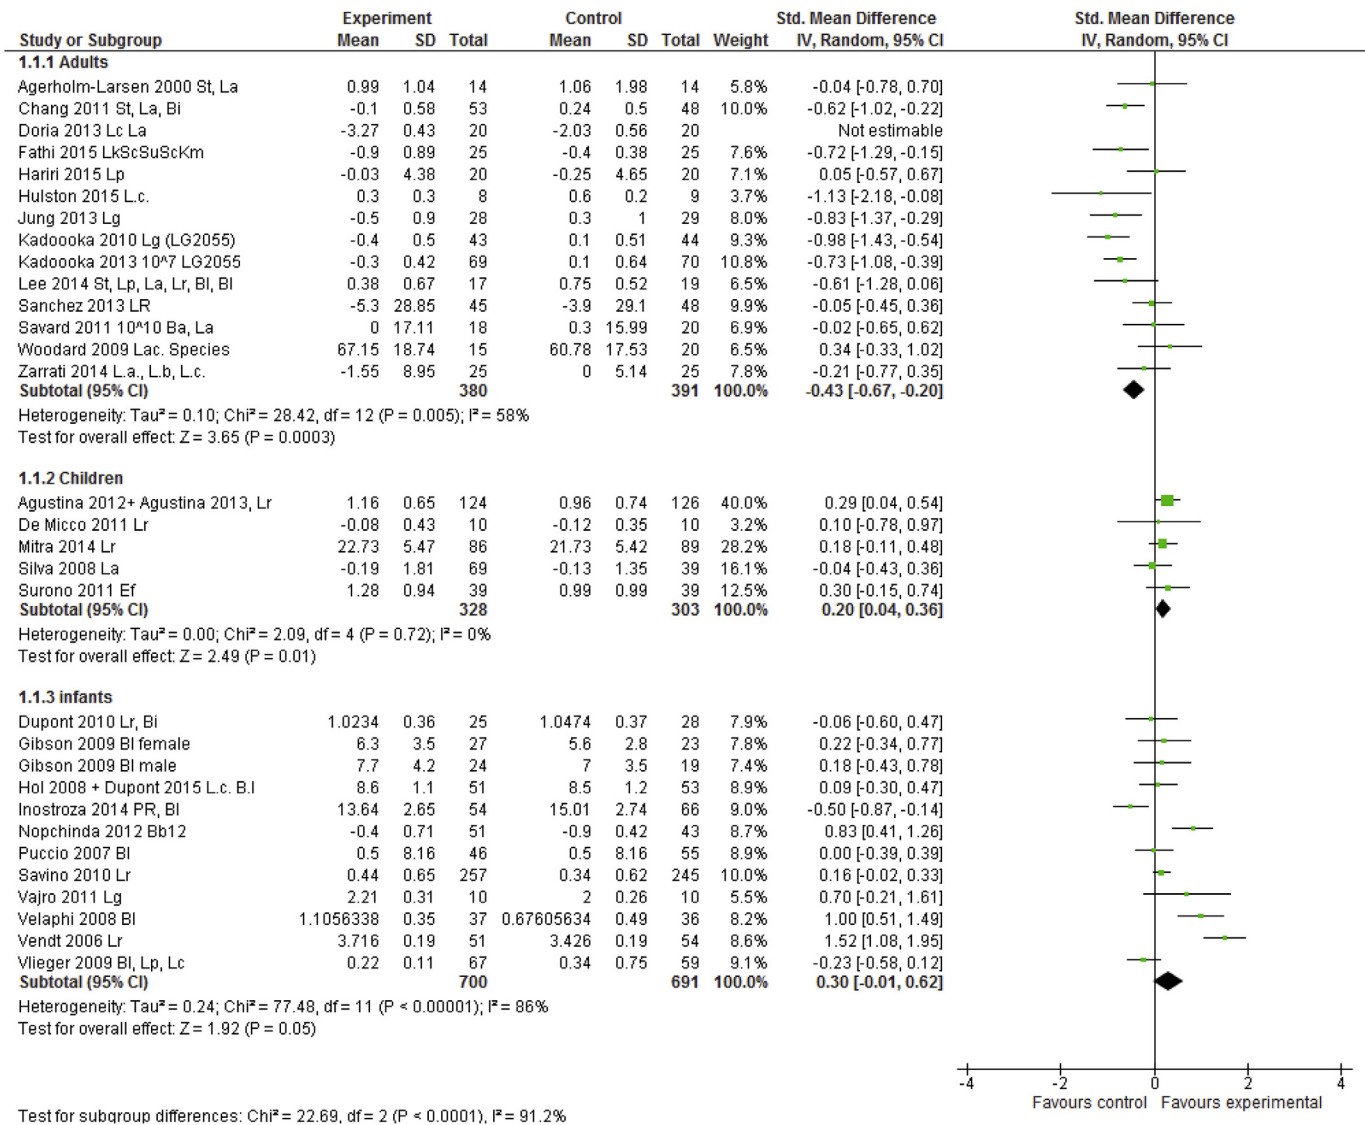 Experiment Control Std. Mean Difference Std. Mean Difference
Study or Subgroup Mean SD Total Mean SD Total Weight IV, Random, 95% CI IV, Random, 95% CI
1.1.1 Adults
Agerholm-Larsen 2000 St, La 0.99 1.04 14 1.06 1.98 14 5.8% -0.04 [-0.78, 0.70]
Chang 2011 St, La, Bi -0.1 0.58 53 0.24 0.5 48 10.0% -0.62 [-1.02, -0.22]
Doria 2013 Lc La -3.27 0.43 20 -2.03 0.56 20 Not estimable
Fathi 2015 LkScSuScKm -0.9 0.89 25 -0.4 0.38 25 7.6% -0.72 [-1.29, -0.15]
Hariri 2015 Lp -0.03 4.38 20 -0.25 4.65 20 7.1% 0.05 [-0.57, 0.67]
Hulston 2015 L.c. 0.3 0.3 8 0.6 0.2 9 3.7% -1.13 [-2.18, -0.08]
Jung 2013 Lg -0.5 0.9 28 0.3 1 29 8.0% -0.83 [-1.37, -0.29]
Kadoooka 2010 Lg (LG2055) -0.4 0.5 43 0.1 0.51 44 9.3% -0.98 [-1.43, -0.54]
Kadoooka 2013 10^7 LG2055 -0.3 0.42 69 0.1 0.64 70 10.8% -0.73 [-1.08, -0.39]
Lee 2014 St, Lp, La, Lr, Bl, Bl 0.38 0.67 17 0.75 0.52 19 6.5% -0.61 [-1.28, 0.06]
Sanchez 2013 LR -5.3 28.85 45 -3.9 29.1 48 9.9% -0.05 [-0.45, 0.36]
Savard 2011 10^10 Ba, La 0 17.11 18 0.3 15.99 20 6.9% -0.02 [-0.65, 0.62]
Woodard 2009 Lac. Species 67.15 18.74 15 60.78 17.53 20 6.5% 0.34 [-0.33, 1.02]
Zarrati 2014 L.a., L.b, L.c. -1.55 8.95 25 0 5.14 25 7.8% -0.21 [-0.77, 0.35]
Subtotal (95% CI) 380 391 100.0% -0.43 [-0.67, -0.20]
Heterogeneity: Tau² = 0.10; Chi² = 28.42, df = 12 (P = 0.005); I² = 58%
Test for overall effect: Z = 3.65 (P = 0.0003)
1.1.2 Children
Agustina 2012+ Agustina 2013, Lr 1.16 0.65 124 0.96 0.74 126 40.0% 0.29 [0.04, 0.54]
De Micco 2011 Lr -0.08 0.43 10 -0.12 0.35 10 3.2% 0.10 [-0.78, 0.97]
Mitra 2014 Lr 22.73 5.47 86 21.73 5.42 89 28.2% 0.18 [-0.11, 0.48]
Silva 2008 La -0.19 1.81 69 -0.13 1.35 39 16.1% -0.04 [-0.43, 0.36]
Surono 2011 Ef 1.28 0.94 39 0.99 0.99 39 12.5% 0.30 [-0.15, 0.74]
Subtotal (95% CI) 328 303 100.0% 0.20 [0.04, 0.36]
Heterogeneity: Tau² = 0.00; Chi² = 2.09, df = 4 (P = 0.72); I² = 0%
Test for overall effect: Z = 2.49 (P = 0.01)
1.1.3 infants
Dupont 2010 Lr, Bi 1.0234 0.36 25 1.0474 0.37 28 7.9% -0.06 [-0.60, 0.47]
Gibson 2009 Bl female 6.3 3.5 27 5.6 2.8 23 7.8% 0.22 [-0.34, 0.77]
Gibson 2009 Bl male 7.7 4.2 24 7 3.5 19 7.4% 0.18 [-0.43, 0.78]
Hol 2008 + Dupont 2015 L.c. B.l 8.6 1.1 51 8.5 1.2 53 8.9% 0.09 [-0.30, 0.47]
Inostroza 2014 PR, Bl 13.64 2.65 54 15.01 2.74 66 9.0% -0.50 [-0.87, -0.14]
Nopchinda 2012 Bb12 -0.4 0.71 51 -0.9 0.42 43 8.7% 0.83 [0.41, 1.26]
Puccio 2007 Bl 0.5 8.16 46 0.5 8.16 55 8.9% 0.00 [-0.39, 0.39]
Savino 2010 Lr 0.44 0.65 257 0.34 0.62 245 10.0% 0.16 [-0.02, 0.33]
Vajro 2011 Lg 2.21 0.31 10 2 0.26 10 5.5% 0.70 [-0.21, 1.61]
Velaphi 2008 Bl 1.1056338 0.35 37 0.67605634 0.49 36 8.2% 1.00 [0.51, 1.49]
Vendt 2006 Lr 3.716 0.19 51 3.426 0.19 54 8.6% 1.52 [1.08, 1.95]
Vlieger 2009 Bl, Lp, Lc 0.22 0.11 67 0.34 0.75 59 9.1% -0.23 [-0.58, 0.12]
Subtotal (95% CI) 700 691 100.0% 0.30 [-0.01, 0.62]
Heterogeneity: Tau² = 0.24; Chi² = 77.48, df = 11 (P < 0.00001); I² = 86%
Test for overall effect: Z = 1.92 (P = 0.05)
-4 -2 0 2 4
Favours control Favours experimental
Test for subgroup differences: Chi² = 22.69, df = 2 (P < 0.0001), I² = 91.2%